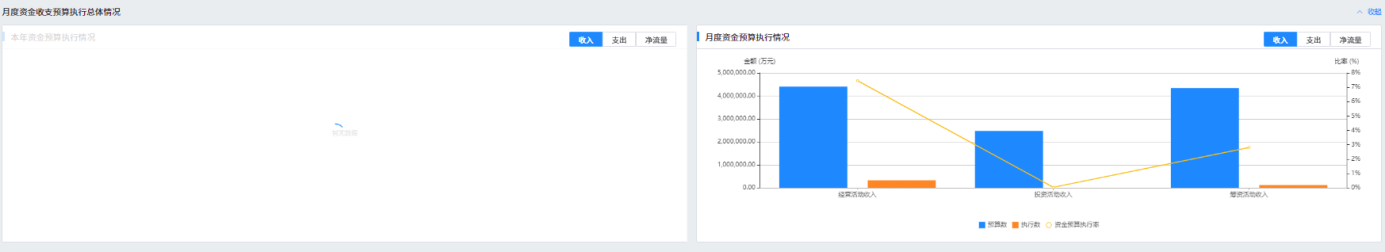 月度资金收支预算执行总体情况
收起
本年资金预算执行情况
收入 支出 净流量
暂无数据
月度资金预算执行情况
收入 支出 净流量
金额 (万元)
比率 (%)
5,000,000.00
4,000,000.00
3,000,000.00
2,000,000.00
1,000,000.00
0.00
8%
7%
6%
5%
4%
3%
2%
1%
0%
经营活动收入 投资活动收入 筹资活动收入
预算数 执行数 资金预算执行率